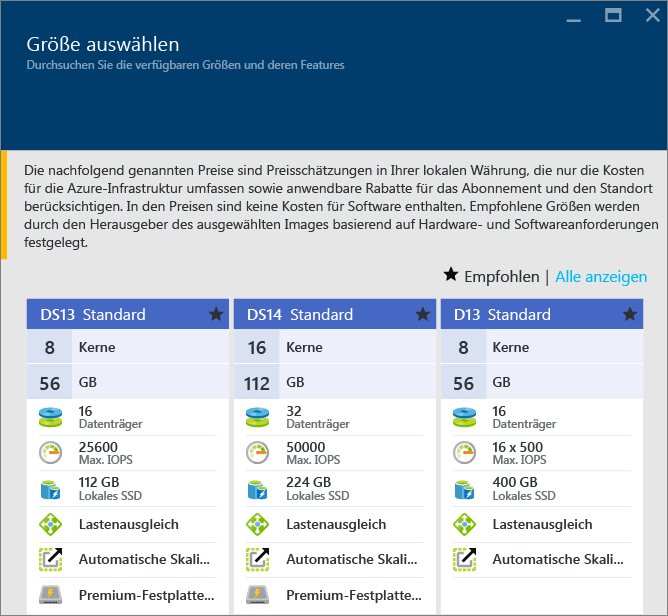 Größe auswählen
Durchsuchen Sie die verfügbaren Größen und deren Features
Die nachfolgend genannten Preise sind Preisschätzungen in Ihrer lokalen Währung, die nur die Kosten
für die Azure-Infrastruktur umfassen sowie anwendbare Rabatte für das Abonnement und den Standort
berücksichtigen. In den Preisen sind keine Kosten für Software enthalten. Empfohlene Größen werden
durch den Herausgeber des ausgewählten Images basierend auf Hardware- und Softwareanforderungen
festgelegt.
★ Empfohlen | Alle anzeigen
DS13 Standard ★
8 Kerne
56 GB
16
Datenträger
25600
Max. IOPS
112 GB
Lokales SSD
Lastenausgleich
Automatische Skali...
Premium-Festplatte...
DS14 Standard ★
16 Kerne
112 GB
32
Datenträger
50000
Max. IOPS
224 GB
Lokales SSD
Lastenausgleich
Automatische Skali...
Premium-Festplatte...
D13 Standard ★
8 Kerne
56 GB
16
Datenträger
16 x 500
Max. IOPS
400 GB
Lokales SSD
Lastenausgleich
Automatische Skali...